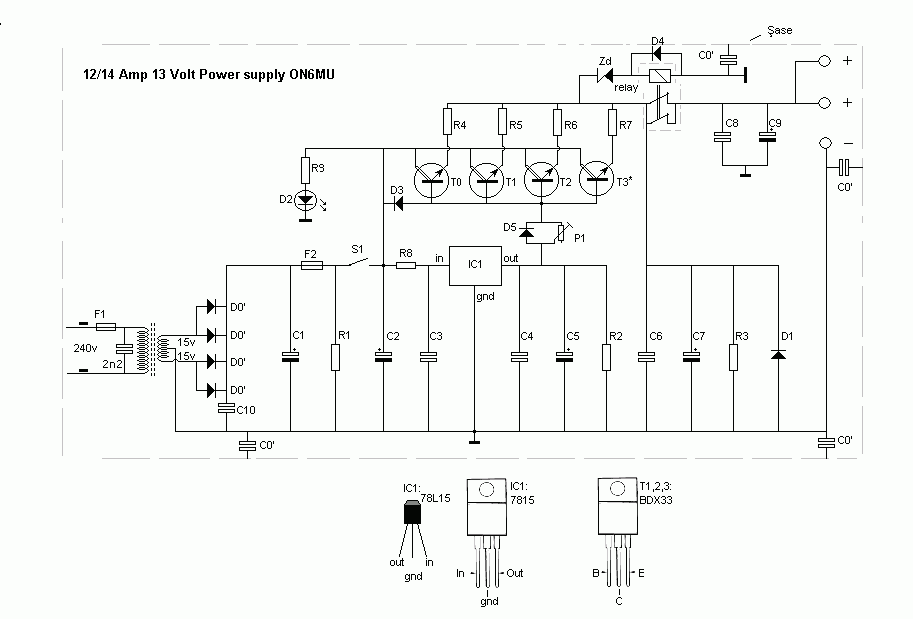 Şase
12/14 Amp 13 Volt Power supply ON6MU
D4
C0'
Zd
relay
+
R4
R5
R6
R7
C8
C9
+
R9
T0
T1
T2
T3*
−
D2
D3
C0'
D5
P1
F2
S1
R8
in
IC1
out
gnd
F1
D0'
240v
15v
D0'
C1
R1
C2
C3
C4
C5
R2
C6
C7
R3
D1
15v
2n2
D0'
D0'
C10
C0'
C0'
IC1:
78L15
IC1:
7815
T1,2,3:
BDX33
out
in
gnd
In
Out
gnd
B
E
C